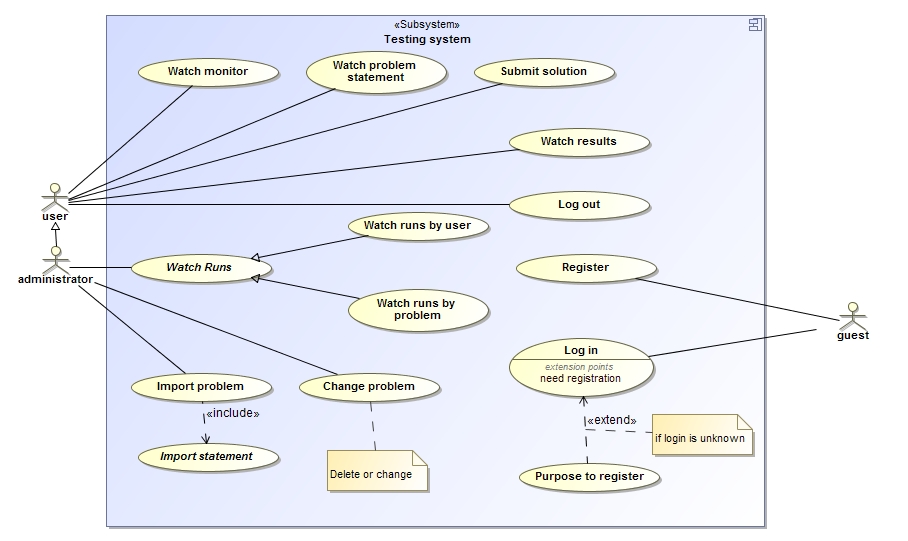 «Subsystem»
Testing system
Watch monitor
Watch problem
statement
Submit solution
Watch results
user
Log out
Watch runs by user
administrator
Watch Runs
Register
Watch runs by
problem
guest
Log in
extension points
need registration
Import problem
Change problem
«include»
«extend»
if login is unknown
Import statement
Delete or change
Purpose to register